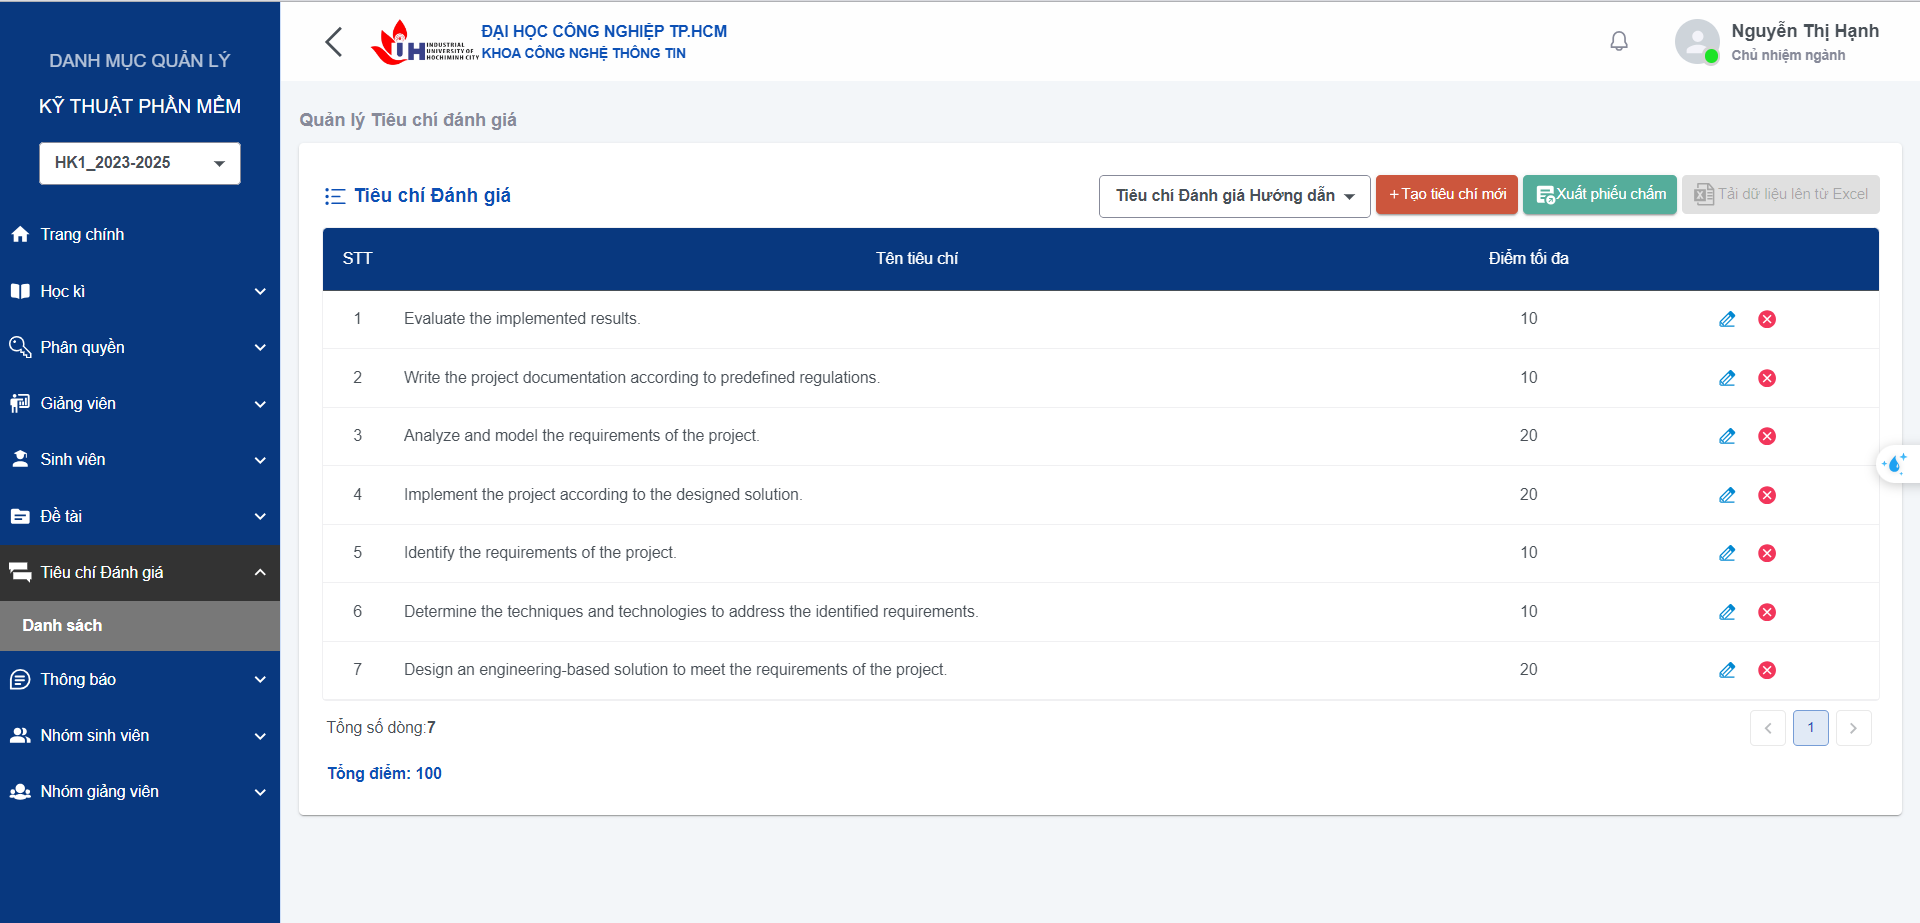 DANH MỤC QUẢN LÝ
KỸ THUẬT PHẦN MỀM
HK1_2023-2025
Trang chính
Học kì
Phân quyền
Giảng viên
Sinh viên
Đề tài
Tiêu chí Đánh giá
Danh sách
Thông báo
Nhóm sinh viên
Nhóm giảng viên
IUH
INDUSTRIAL
UNIVERSITY OF
HOCHIMINH CITY
ĐẠI HỌC CÔNG NGHIỆP TP.HCM
KHOA CÔNG NGHỆ THÔNG TIN
Nguyễn Thị Hạnh
Chủ nhiệm ngành
Quản lý Tiêu chí đánh giá
Tiêu chí Đánh giá
Tiêu chí Đánh giá Hướng dẫn
+Tạo tiêu chí mới
Xuất phiếu chấm
Tải dữ liệu lên từ Excel
STT Tên tiêu chí Điểm tối đa
1 Evaluate the implemented results. 10
2 Write the project documentation according to predefined regulations. 10
3 Analyze and model the requirements of the project. 20
4 Implement the project according to the designed solution. 20
5 Identify the requirements of the project. 10
6 Determine the techniques and technologies to address the identified requirements. 10
7 Design an engineering-based solution to meet the requirements of the project. 20
Tổng số dòng:7
1
Tổng điểm: 100